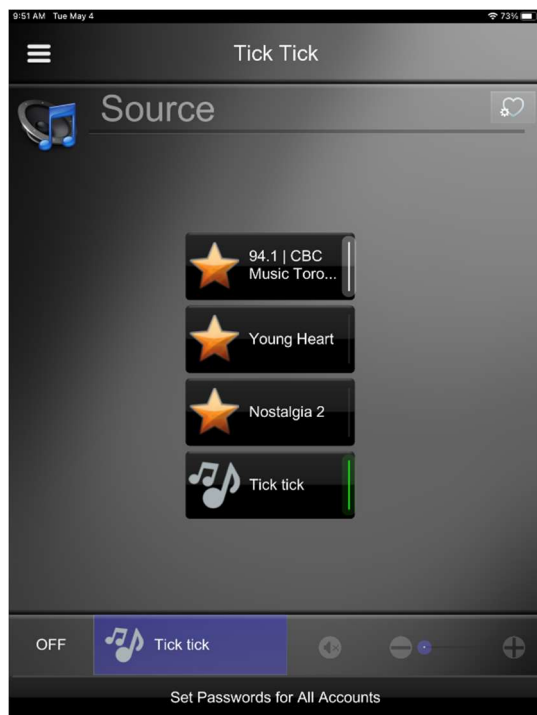 9:51 AM Tue May 4
73%
Tick Tick
Source
94.1 | CBC
Music Toro...
Young Heart
Nostalgia 2
Tick tick
OFF
Tick tick
Set Passwords for All Accounts